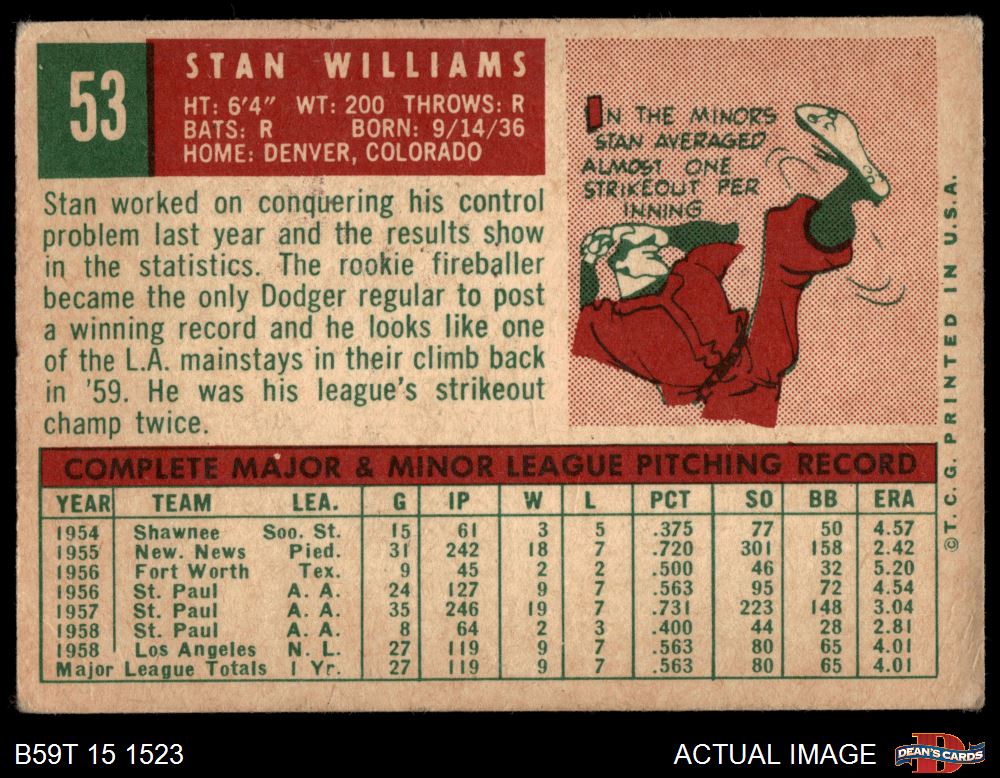 53
STAN WILLIAMS
HT: 6'4" WT: 200 THROWS: R
BATS: R BORN: 9/14/36
HOME: DENVER, COLORADO
Stan worked on conquering his control
problem last year and the results show
in the statistics. The rookie fireballer
became the only Dodger regular to post
a winning record and he looks like one
of the L.A. mainstays in their climb back
in '59. He was his league's strikeout
champ twice.
IN THE MINORS
STAN AVERAGED
ALMOST ONE
STRIKEOUT PER
INNING
COMPLETE MAJOR & MINOR LEAGUE PITCHING RECORD
YEAR TEAM LEA. G IP W L PCT SO BB ERA
1954 Shawnee Soo. St. 15 61 3 5 .375 77 50 4.57
1955 New. News Pied. 31 242 18 7 .720 301 158 2.42
1956 Fort Worth Tex. 9 45 2 2 .500 46 32 5.20
1956 St. Paul A. A. 24 127 9 7 .563 95 72 4.54
1957 St. Paul A. A. 35 246 19 7 .731 223 148 3.04
1958 St. Paul A. A. 8 64 2 3 .400 44 28 2.81
1958 Los Angeles N. L. 27 119 9 7 .563 80 65 4.01
Major League Totals 1 Yr. 27 119 9 7 .563 80 65 4.01
©T.C.G. PRINTED IN U.S.A.
B59T 15 1523
ACTUAL IMAGE
DEAN'S CARDS